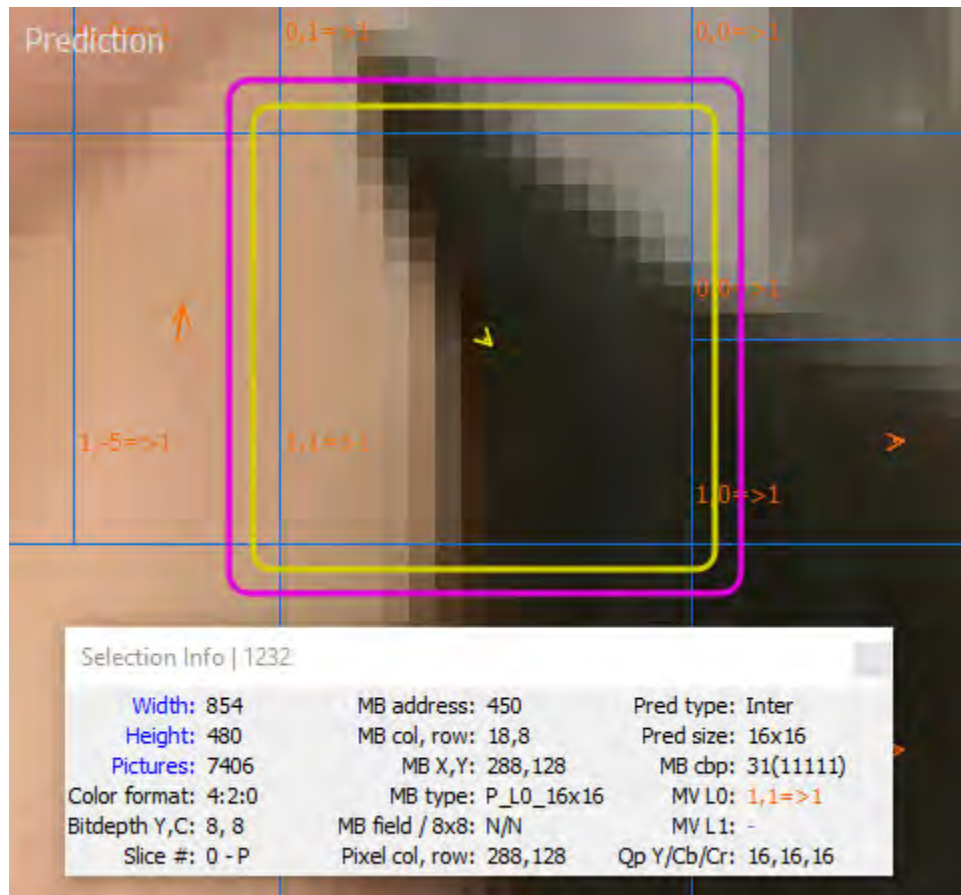 Prediction
0,1=>1
0,0=>1
0,0=>1
1,-5=>1
1,1=>1
1,0=>1
Selection Info | 1232
Width: 854 MB address: 450 Pred type: Inter
Height: 480 MB col, row: 18,8 Pred size: 16x16
Pictures: 7406 MB X,Y: 288,128 MB cbp: 31(11111)
Color format: 4:2:0 MB type: P_L0_16x16 MV L0: 1,1=>1
Bitdepth Y,C: 8, 8 MB field / 8x8: N/N MV L1: -
Slice #: 0 - P Pixel col, row: 288,128 Qp Y/Cb/Cr: 16,16,16